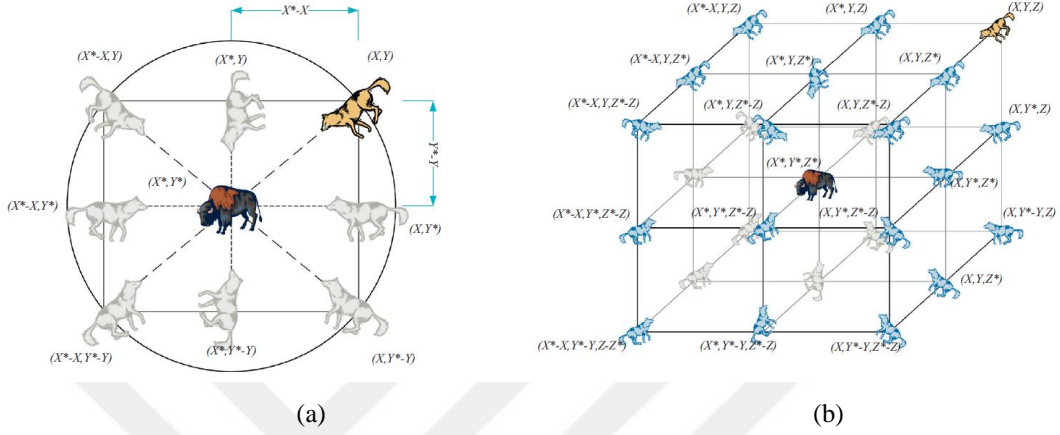 X*-X
(X*-X,Y)
(X*,Y)
(X,Y)
Y*-Y
(X*,Y*)
(X*-X,Y*)
(X,Y*)
(X*-X,Y*-Y)
(X*,Y*-Y)
(X,Y*-Y)
(a)
(X*-X,Y,Z)
(X*,Y,Z)
(X,Y,Z)
(X*-X,Y,Z*)
(X*,Y,Z*)
(X,Y,Z*)
(X*-X,Y,Z*-Z)
(X*,Y,Z*-Z)
(X,Y,Z*-Z)
(X,Y*,Z)
(X*,Y*,Z*)
(X,Y*,Z*)
(X*-X,Y*,Z*-Z)
(X*,Y*,Z*-Z)
(X,Y*,Z*-Z)
(X,Y*-Y,Z)
(X,Y,Z*)
(X*-X,Y*-Y,Z-Z*)
(X*,Y*-Y,Z*-Z)
(X,Y*-Y,Z*-Z)
(b)